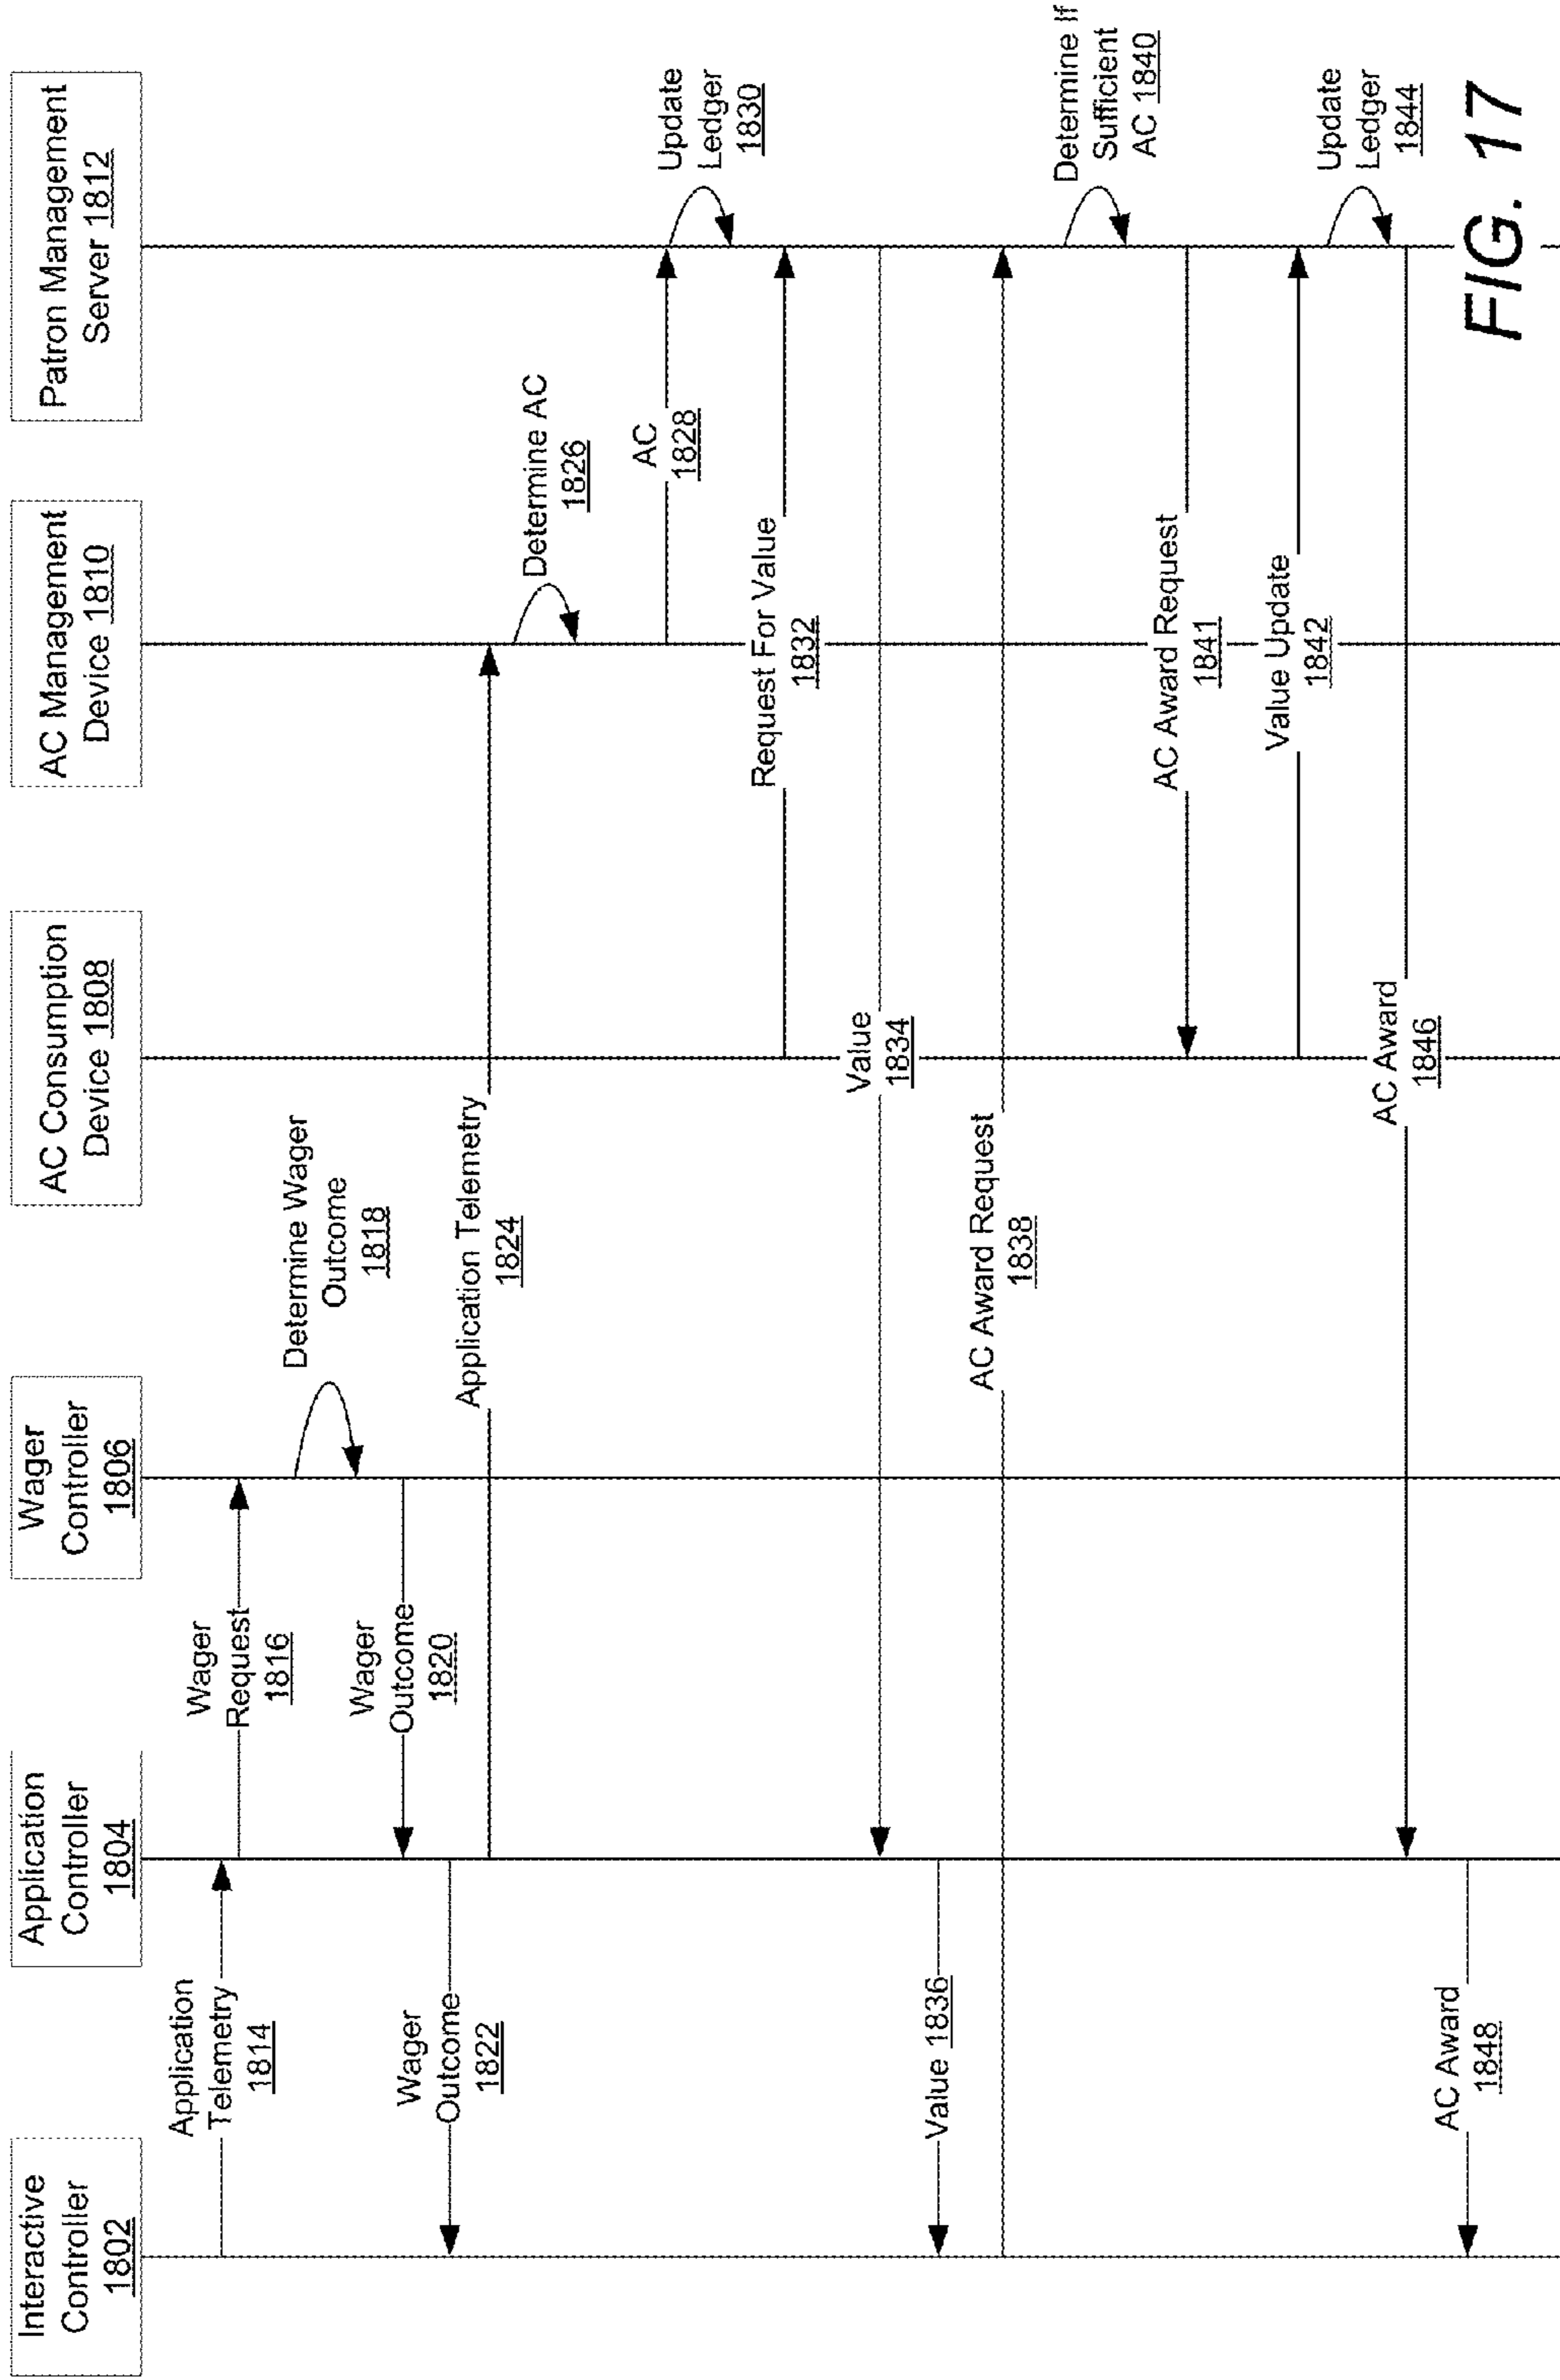 Interactive
Controller
1802
Application
Controller
1804
Wager
Controller
1806
AC Consumption
Device 1808
AC Management
Device 1810
Patron Management
Server 1812
Application
Telemetry
1814
Wager
Request
1816
Determine Wager
Outcome
1818
Wager
Outcome
1820
Wager
Outcome
1822
Application Telemetry
1824
Determine AC
1826
AC
1828
Update
Ledger
1830
Request For Value
1832
Value
1834
Value 1836
AC Award Request
1838
Determine If
Sufficient
AC 1840
AC Award Request
1841
Value Update
1842
Update
Ledger
1844
AC Award
1846
AC Award
1848
FIG. 17